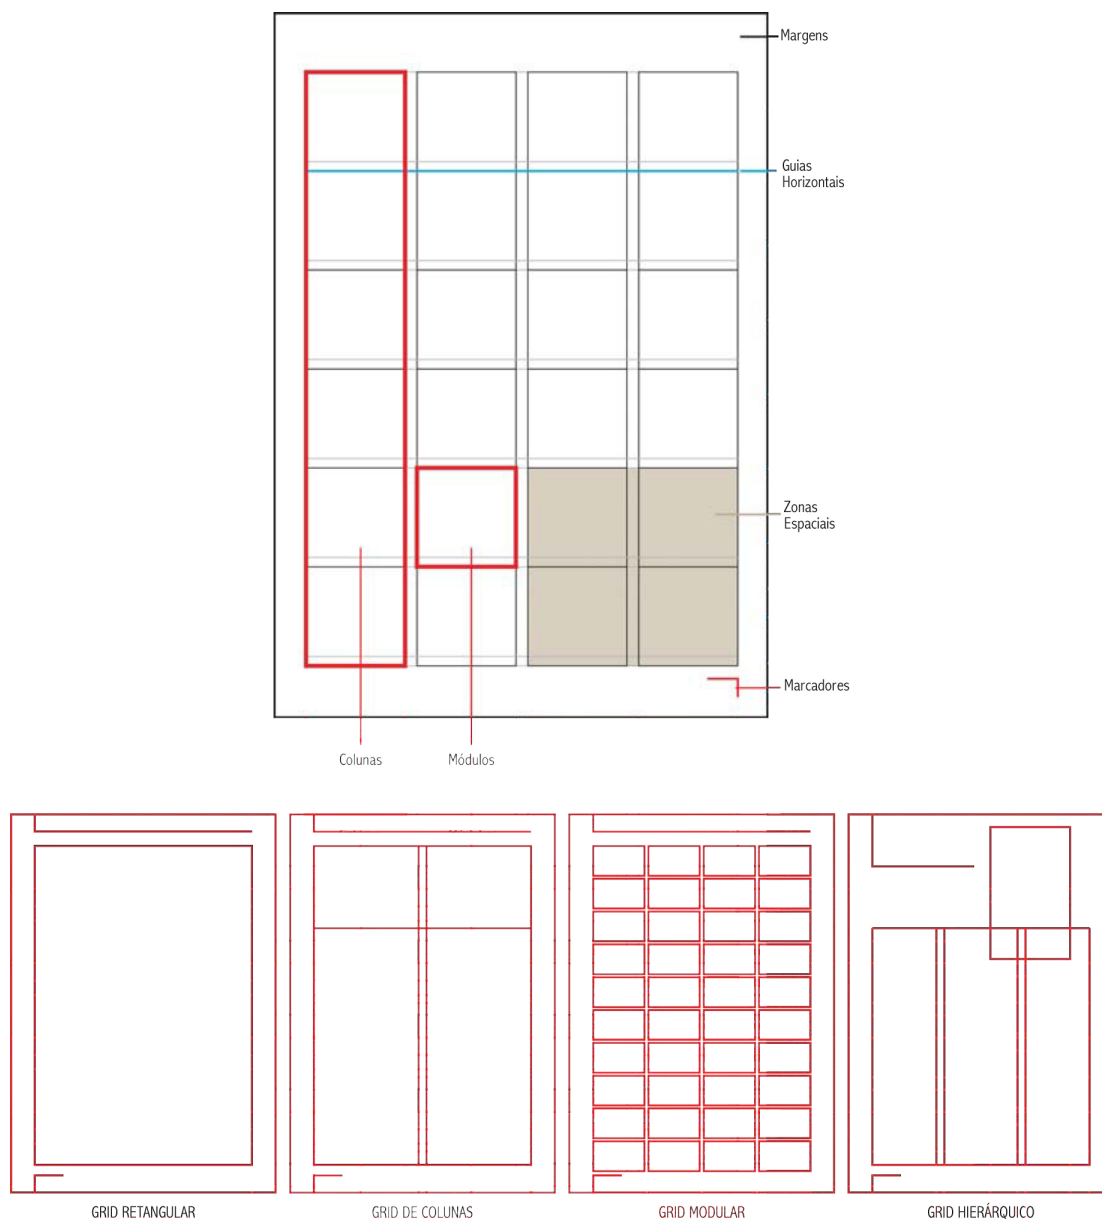 Margens
Guias
Horizontais
Zonas
Espaciais
Marcadores
Colunas
Módulos
GRID RETANGULAR
GRID DE COLUNAS
GRID MODULAR
GRID HIERÁRQUICO